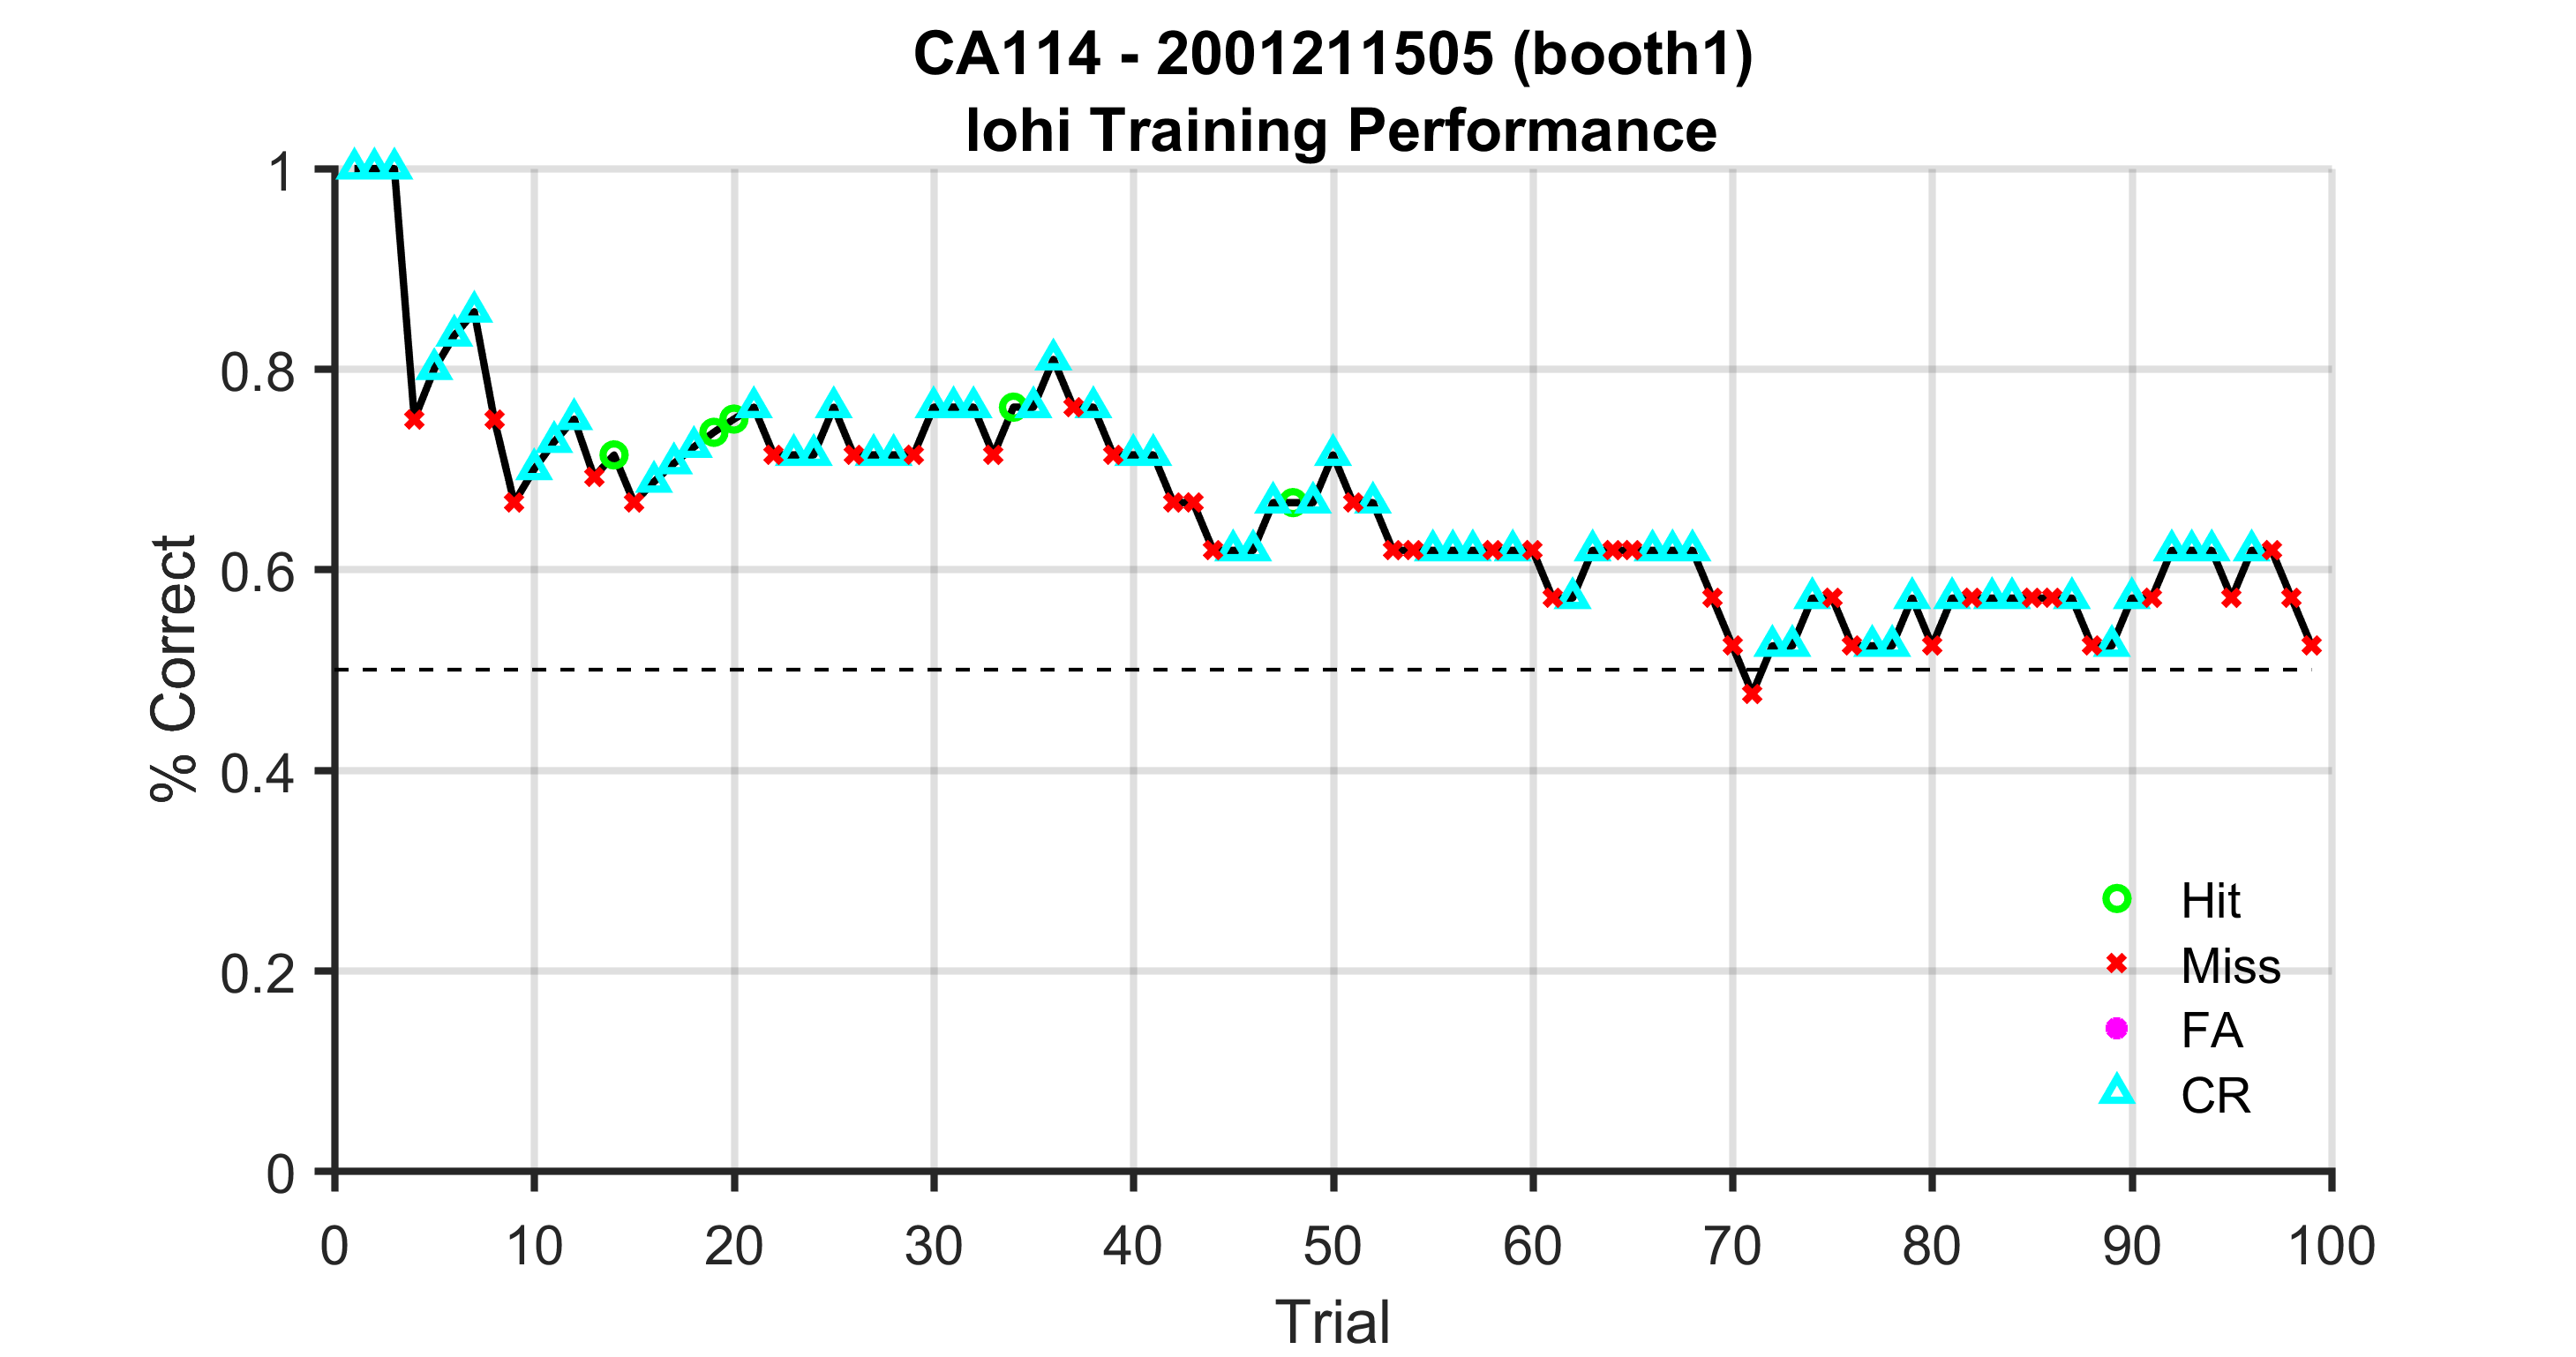 CA114 - 2001211505 (booth1)
lohi Training Performance
% Correct
1
0.8
0.6
0.4
0.2
0
0 10 20 30 40 50 60 70 80 90 100
Trial
Hit
Miss
FA
CR